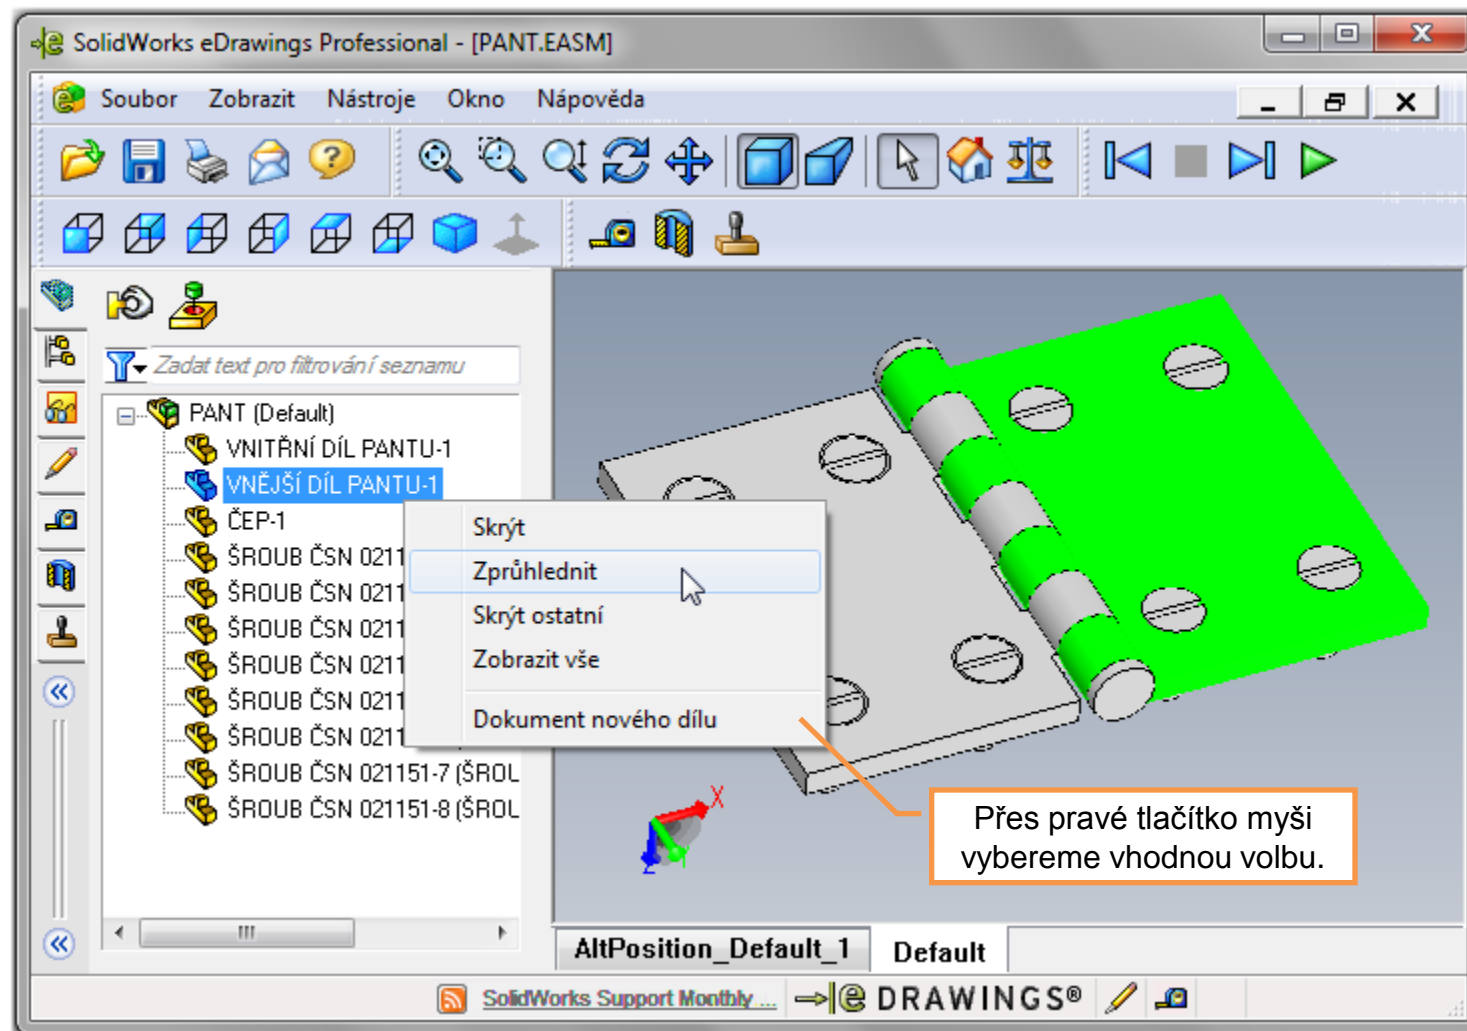 SolidWorks eDrawings Professional - [PANT.EASM]
Soubor Zobrazit Nástroje Okno Nápověda
Zadat text pro filtrování seznamu
PANT (Default)
VNITŘNÍ DÍL PANTU-1
VNĚJŠÍ DÍL PANTU-1
ČEP-1
ŠROUB ČSN 0211
ŠROUB ČSN 0211
ŠROUB ČSN 0211
ŠROUB ČSN 0211
ŠROUB ČSN 0211
ŠROUB ČSN 0211
ŠROUB ČSN 021151-7 (ŠROU
ŠROUB ČSN 021151-8 (ŠROU
Skrýt
Zprůhlednit
Skrýt ostatní
Zobrazit vše
Dokument nového dílu
X
Y
Z
Přes pravé tlačítko myši
vybereme vhodnou volbu.
AltPosition_Default_1 Default
SolidWorks Support Monthly ... e DRAWINGS®